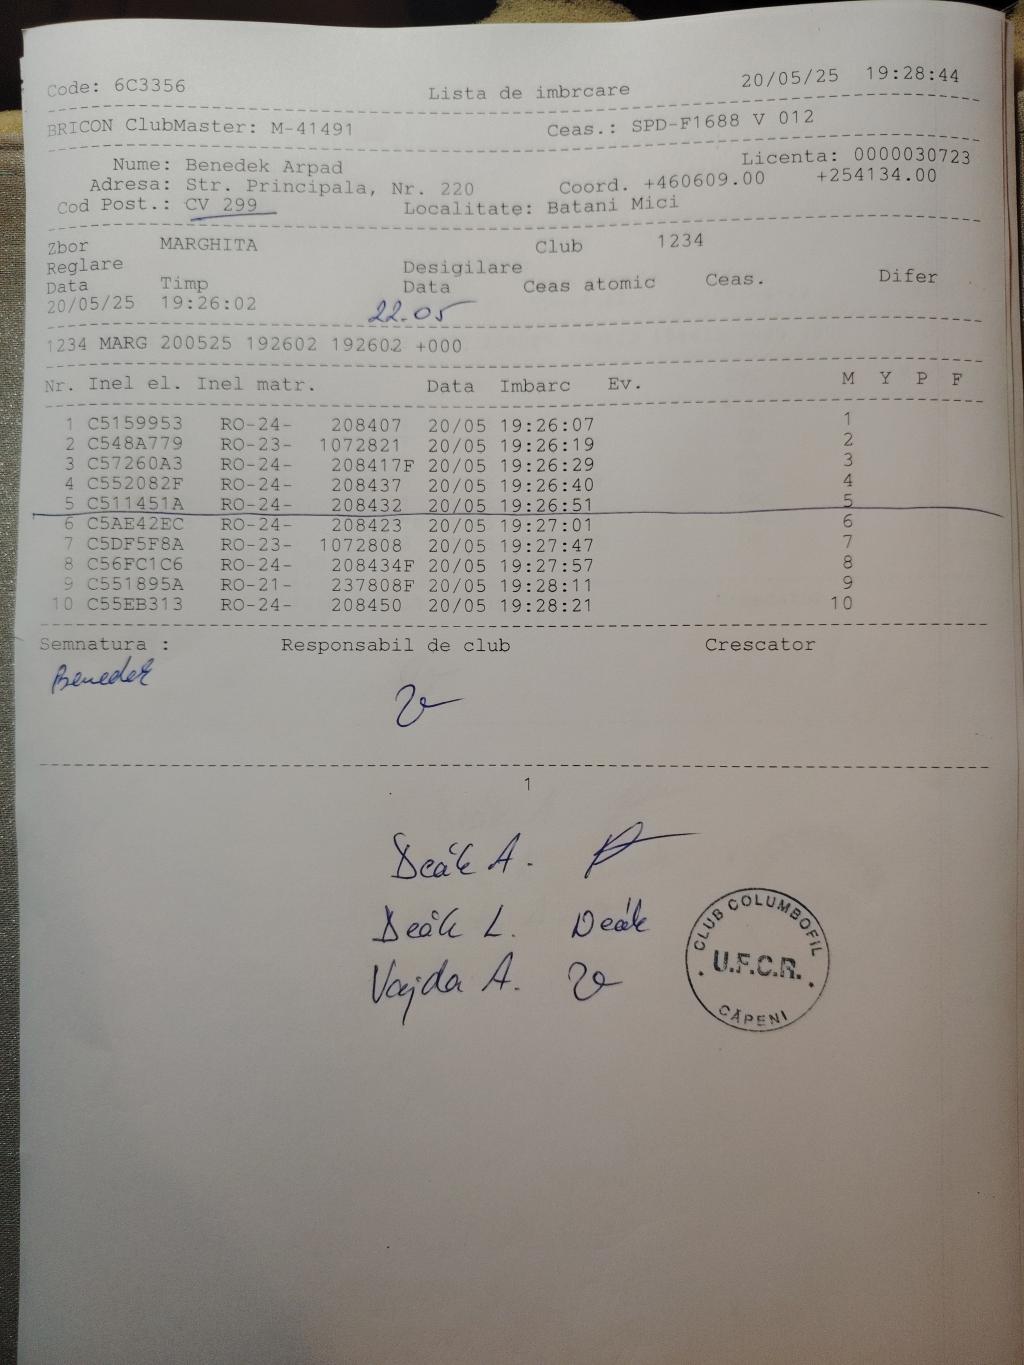 Code: 6C3356 Lista de imbrcare 20/05/25 19:28:44
BRICON ClubMaster: M-41491 Ceas.: SPD-F1688 V 012
Nume: Benedek Arpad Licenta: 0000030723
Adresa: Str. Principala, Nr. 220 Coord. +460609.00 +254134.00
Cod Post.: CV 299 Localitate: Batani Mici
Zbor MARGHITA Club 1234
Reglare Desigilare
Data Timp Data Ceas atomic Ceas. Difer
20/05/25 19:26:02 22.05
1234 MARG 200525 192602 192602 +000
Nr. Inel el. Inel matr. Data Imbarc Ev. M Y P F
1 C5159953 RO-24- 208407 20/05 19:26:07 1
2 C548A779 RO-23- 1072821 20/05 19:26:19 2
3 C57260A3 RO-24- 208417F 20/05 19:26:29 3
4 C552082F RO-24- 208437 20/05 19:26:40 4
5 C511451A RO-24- 208432 20/05 19:26:51 5
6 C5AE42EC RO-24- 208423 20/05 19:27:01 6
7 C5DF5F8A RO-23- 1072808 20/05 19:27:47 7
8 C56FC1C6 RO-24- 208434F 20/05 19:27:57 8
9 C551895A RO-21- 237808F 20/05 19:28:11 9
10 C55EB313 RO-24- 208450 20/05 19:28:21 10
Semnatura : Responsabil de club Crescator
Benedek
1
Deák A.
Deák L. Deák
Vajda A.
CLUB COLUMBOFIL
U.F.C.R.
CĂPENI